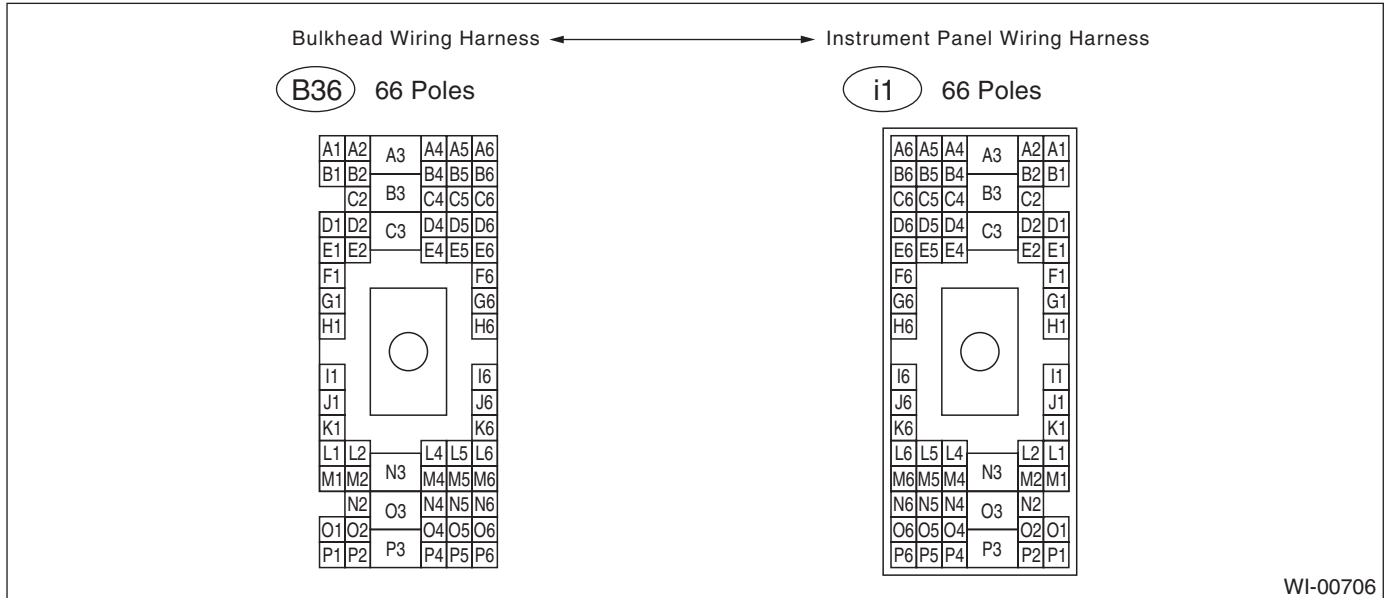 Bulkhead Wiring Harness Instrument Panel Wiring Harness
B36 66 Poles i1 66 Poles
A1 A2 A3 A4 A5 A6 A6 A5 A4 A3 A2 A1
B1 B2 B4 B5 B6 B6 B5 B4 B2 B1
C2 B3 C4 C5 C6 C6 C5 C4 B3 C2
D1 D2 C3 D4 D5 D6 D6 D5 D4 C3 D2 D1
E1 E2 E4 E5 E6 E6 E5 E4 E2 E1
F1 F6 F6 F1
G1 G6 G6 G1
H1 H6 H6 H1
I1 I6 I6 I1
J1 J6 J6 J1
K1 K6 K6 K1
L1 L2 L4 L5 L6 L6 L5 L4 L2 L1
M1 M2 N3 M4 M5 M6 M6 M5 M4 N3 M2 M1
N2 O3 N4 N5 N6 N6 N5 N4 O3 N2
O1 O2 O4 O5 O6 O6 O5 O4 O2 O1
P1 P2 P3 P4 P5 P6 P6 P5 P4 P3 P2 P1
WI-00706